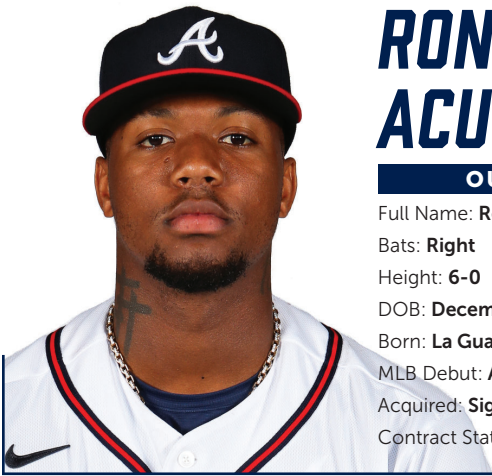 RON
ACU
OU
Full Name: R
Bats: Right
Height: 6-0
DOB: Decem
Born: La Gua
MLB Debut: A
Acquired: Sig
Contract Stat
A